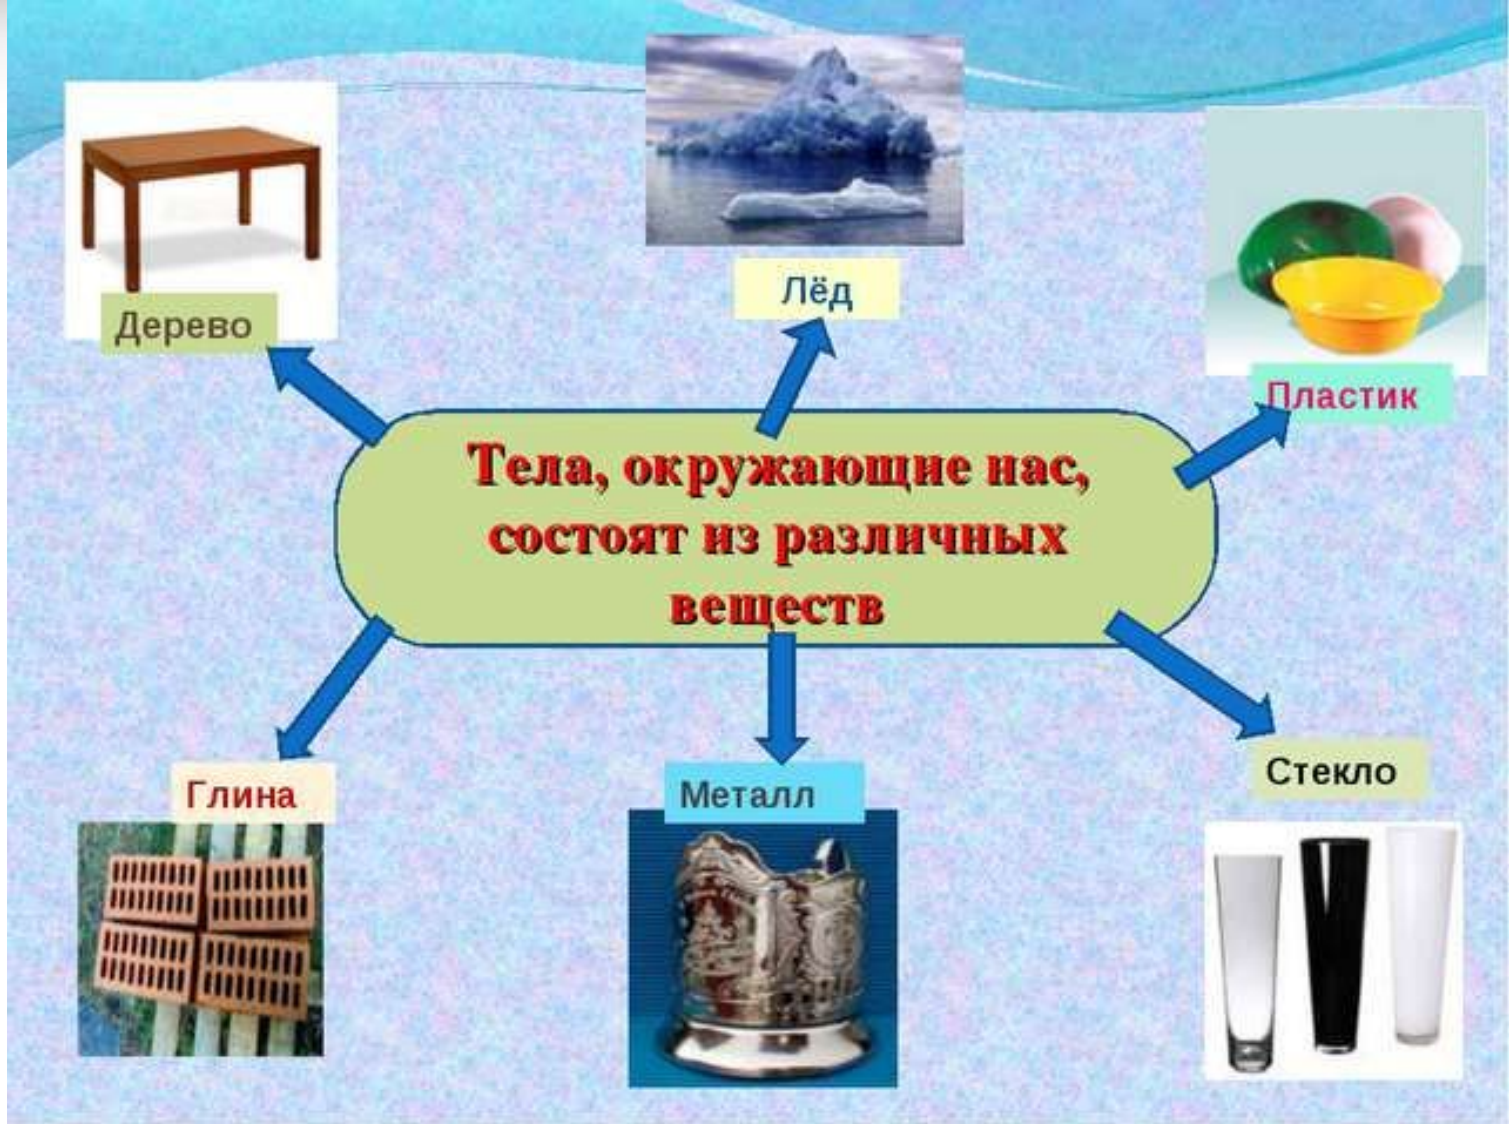 Лёд
Дерево
Пластик
Тела, окружающие нас,
состоят из различных
веществ
Глина
Металл
Стекло